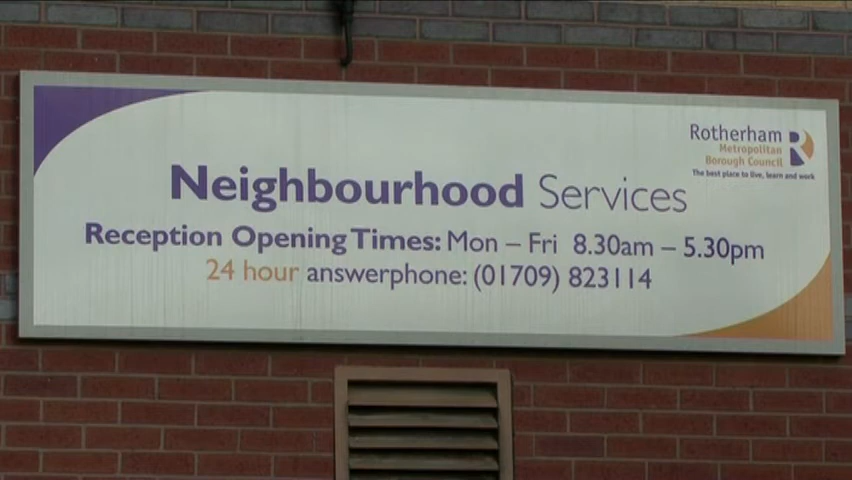 Rotherham
Metropolitan
Borough Council
The best place to live, learn and work
Neighbourhood Services
Reception Opening Times: Mon – Fri 8.30am – 5.30pm
24 hour answerphone: (01709) 823114